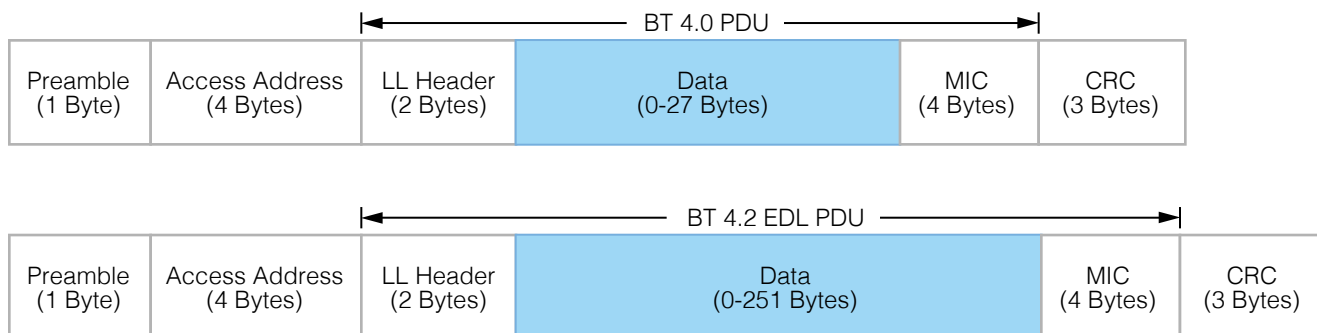 BT 4.0 PDU
Preamble
(1 Byte)
Access Address
(4 Bytes)
LL Header
(2 Bytes)
Data
(0-27 Bytes)
MIC
(4 Bytes)
CRC
(3 Bytes)
BT 4.2 EDL PDU
Preamble
(1 Byte)
Access Address
(4 Bytes)
LL Header
(2 Bytes)
Data
(0-251 Bytes)
MIC
(4 Bytes)
CRC
(3 Bytes)